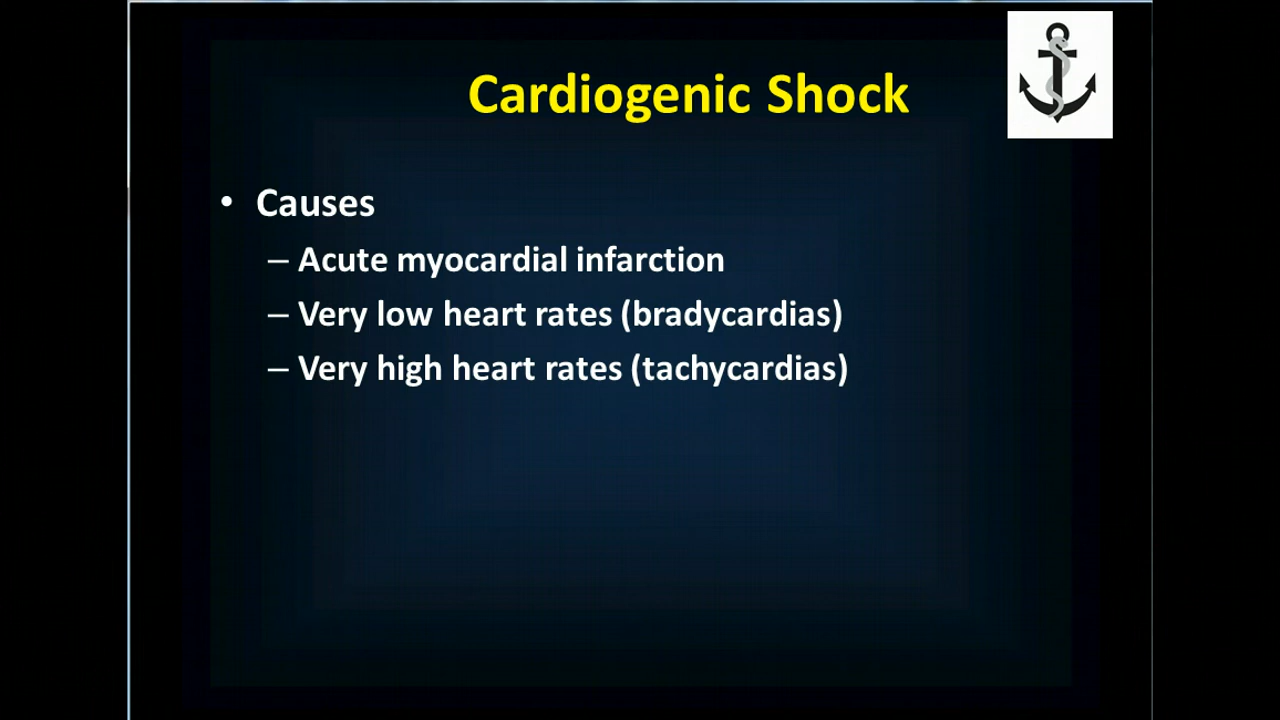 Cardiogenic Shock
• Causes
– Acute myocardial infarction
– Very low heart rates (bradycardias)
– Very high heart rates (tachycardias)